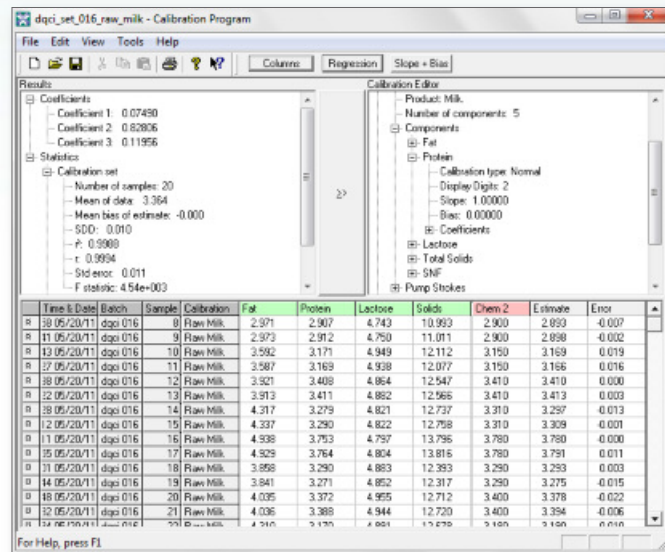 dqci_set_016_raw_milk - Calibration Program
File Edit View Tools Help
Columns Regression Slope + Bias
Results
Coefficients
Coefficient 1: 0.07490
Coefficient 2: 0.82806
Coefficient 3: 0.11956
Statistics
Calibration set
Number of samples: 20
Mean of data: 3.364
Mean bias of estimate: -0.000
SDD: 0.010
r²: 0.9988
r: 0.9994
Std error: 0.011
F statistic: 4.54e+003
>>
Calibration Editor
Product: Milk.
Number of components: 5
Components
Fat
Protein
Calibration type: Normal
Display Digits: 2
Slope: 1.00000
Bias: 0.00000
Coefficients
Lactose
Total Solids
SNF
Pump Strokes
Time & Date Batch Sample Calibration Fat Protein Lactose Solids Chem 2 Estimate Error
05/20/11 dqci 016 8 Raw Milk 2.971 2.907 4.743 10.993 2.900 2.893 -0.007
05/20/11 dqci 016 9 Raw Milk 2.973 2.912 4.750 11.011 2.900 2.898 -0.002
05/20/11 dqci 016 10 Raw Milk 3.592 3.171 4.949 12.112 3.150 3.169 0.019
05/20/11 dqci 016 11 Raw Milk 3.587 3.169 4.938 12.077 3.150 3.166 0.016
05/20/11 dqci 016 12 Raw Milk 3.921 3.408 4.864 12.547 3.410 3.410 0.000
05/20/11 dqci 016 13 Raw Milk 3.913 3.411 4.882 12.566 3.410 3.413 0.003
05/20/11 dqci 016 14 Raw Milk 4.317 3.279 4.821 12.737 3.310 3.297 -0.013
05/20/11 dqci 016 15 Raw Milk 4.337 3.290 4.822 12.758 3.310 3.309 -0.001
05/20/11 dqci 016 16 Raw Milk 4.938 3.753 4.797 13.796 3.780 3.780 -0.000
05/20/11 dqci 016 17 Raw Milk 4.929 3.764 4.804 13.816 3.780 3.791 0.011
05/20/11 dqci 016 18 Raw Milk 3.858 3.290 4.883 12.393 3.290 3.293 0.003
05/20/11 dqci 016 19 Raw Milk 3.841 3.271 4.852 12.317 3.290 3.275 -0.015
05/20/11 dqci 016 20 Raw Milk 4.035 3.372 4.955 12.712 3.400 3.378 -0.022
05/20/11 dqci 016 21 Raw Milk 4.036 3.388 4.944 12.720 3.400 3.394 -0.006
For Help, press F1